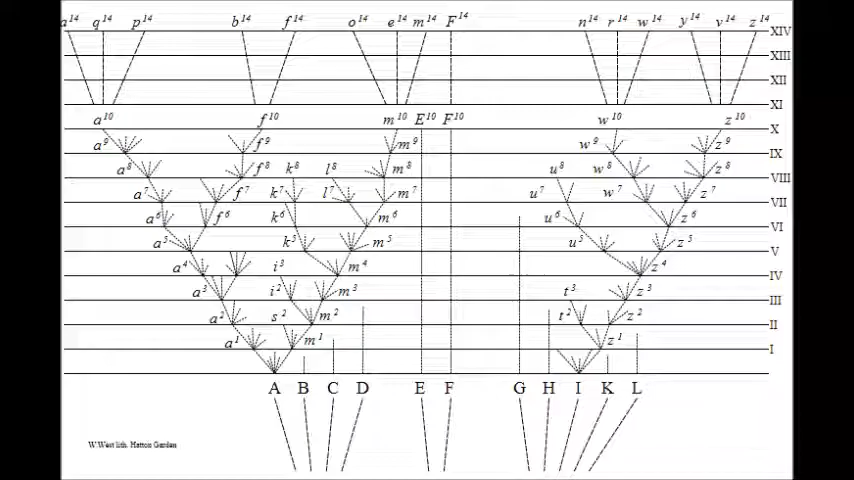 a¹⁴ q¹⁴ p¹⁴ b¹⁴ f¹⁴ o¹⁴ e¹⁴ m¹⁴ F¹⁴ n¹⁴ r¹⁴ w¹⁴ y¹⁴ v¹⁴ z¹⁴
XIV
XIII
XII
XI
a¹⁰ f¹⁰ m¹⁰ E¹⁰ F¹⁰ w¹⁰ z¹⁰
X
a⁹ f⁹ m⁹ w⁹ z⁹
IX
a⁸ f⁸ k⁸ l⁸ m⁸ u⁸ w⁸ z⁸
VIII
a⁷ f⁷ k⁷ l⁷ m⁷ u⁷ w⁷ z⁷
VII
a⁶ f⁶ k⁶ m⁶ u⁶ z⁶
VI
a⁵ k⁵ m⁵ u⁵ z⁵
V
a⁴ i³ m⁴ z⁴
IV
a³ i² m³ t³ z³
III
a² s² m² t² z²
II
a¹ m¹ z¹
I
A B C D E F G H I K L
W.West lith. Hatton Garden